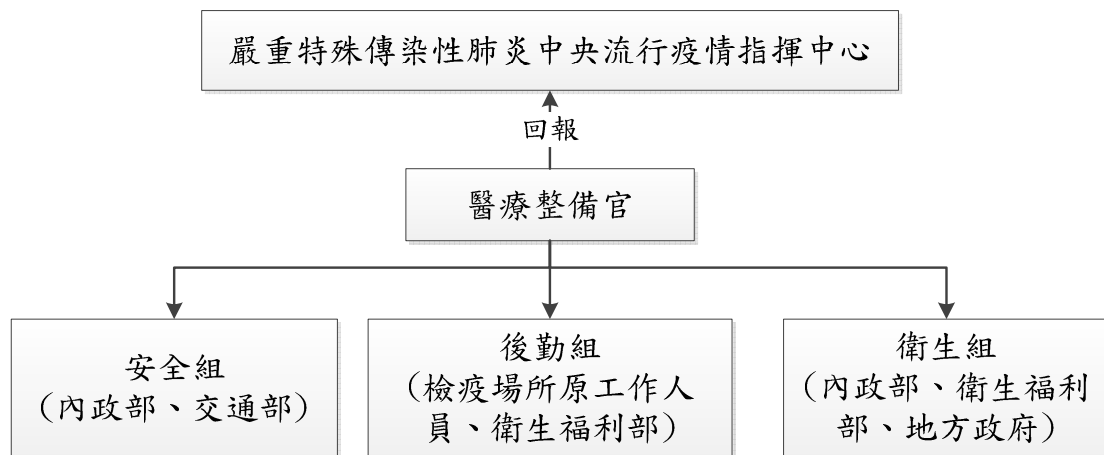 嚴重特殊傳染性肺炎中央流行疫情指揮中心
回報
醫療整備官
安全組
（內政部、交通部）
後勤組
（檢疫場所原工作人
員、衛生福利部）
衛生組
（內政部、衛生福利
部、地方政府）